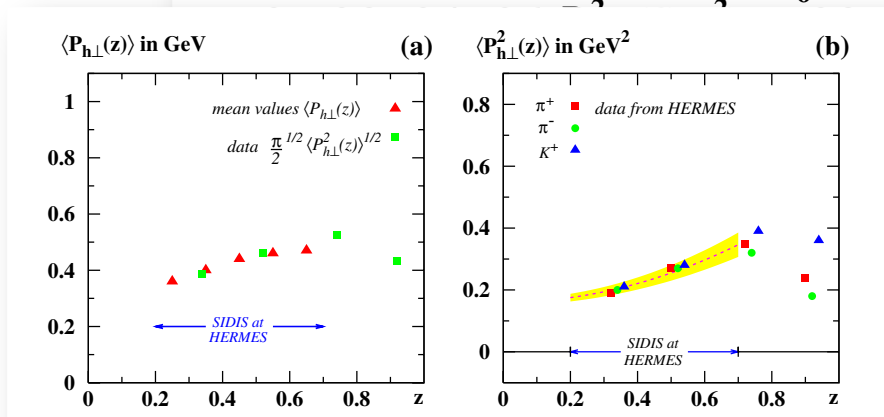 ⟨P_h⊥(z)⟩ in GeV
(a)
mean values ⟨P_h⊥(z)⟩
data π/2 ^1/2 ⟨P²_h⊥(z)⟩^1/2
SIDIS at
HERMES
1
0.8
0.6
0.4
0.2
0
0
0.2
0.4
0.6
0.8
z
⟨P²_h⊥(z)⟩ in GeV²
(b)
π⁺
data from HERMES
π⁻
K⁺
SIDIS at
HERMES
0.8
0.6
0.4
0.2
0
0
0.2
0.4
0.6
0.8
z